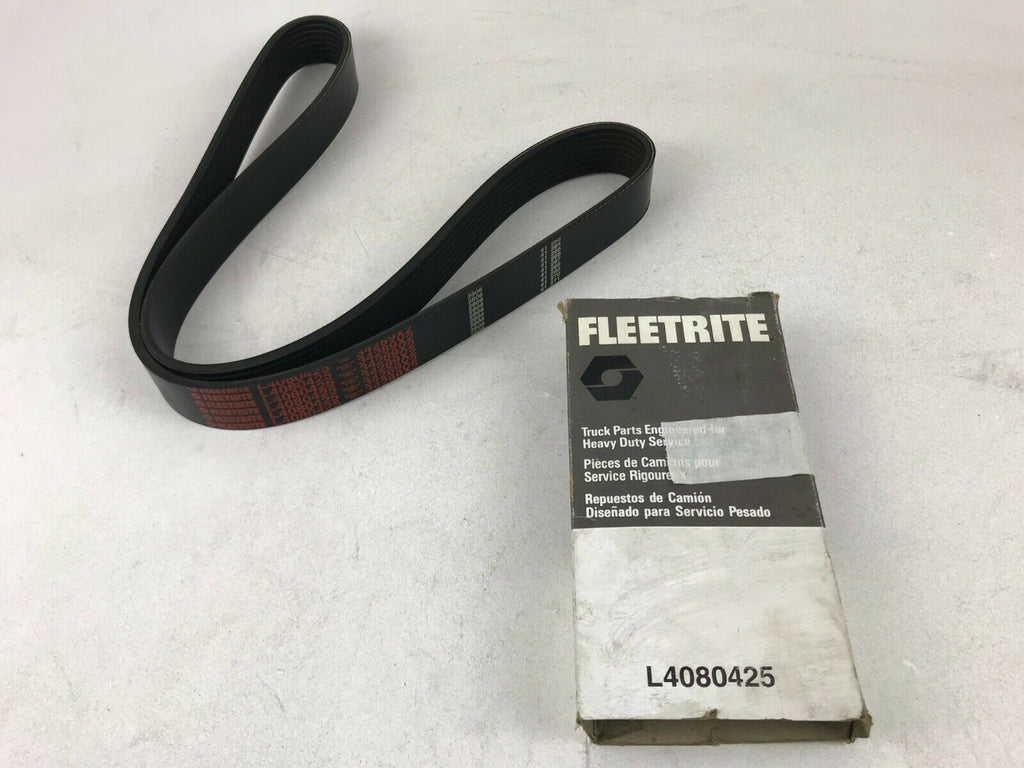 FLEETRITE
Truck Parts Engineered for
Heavy Duty Service
Pièces de Camions pour
Service Rigoureux
Repuestos de Camión
Diseñado para Servicio Pesado
L4080425
FLEETRITE